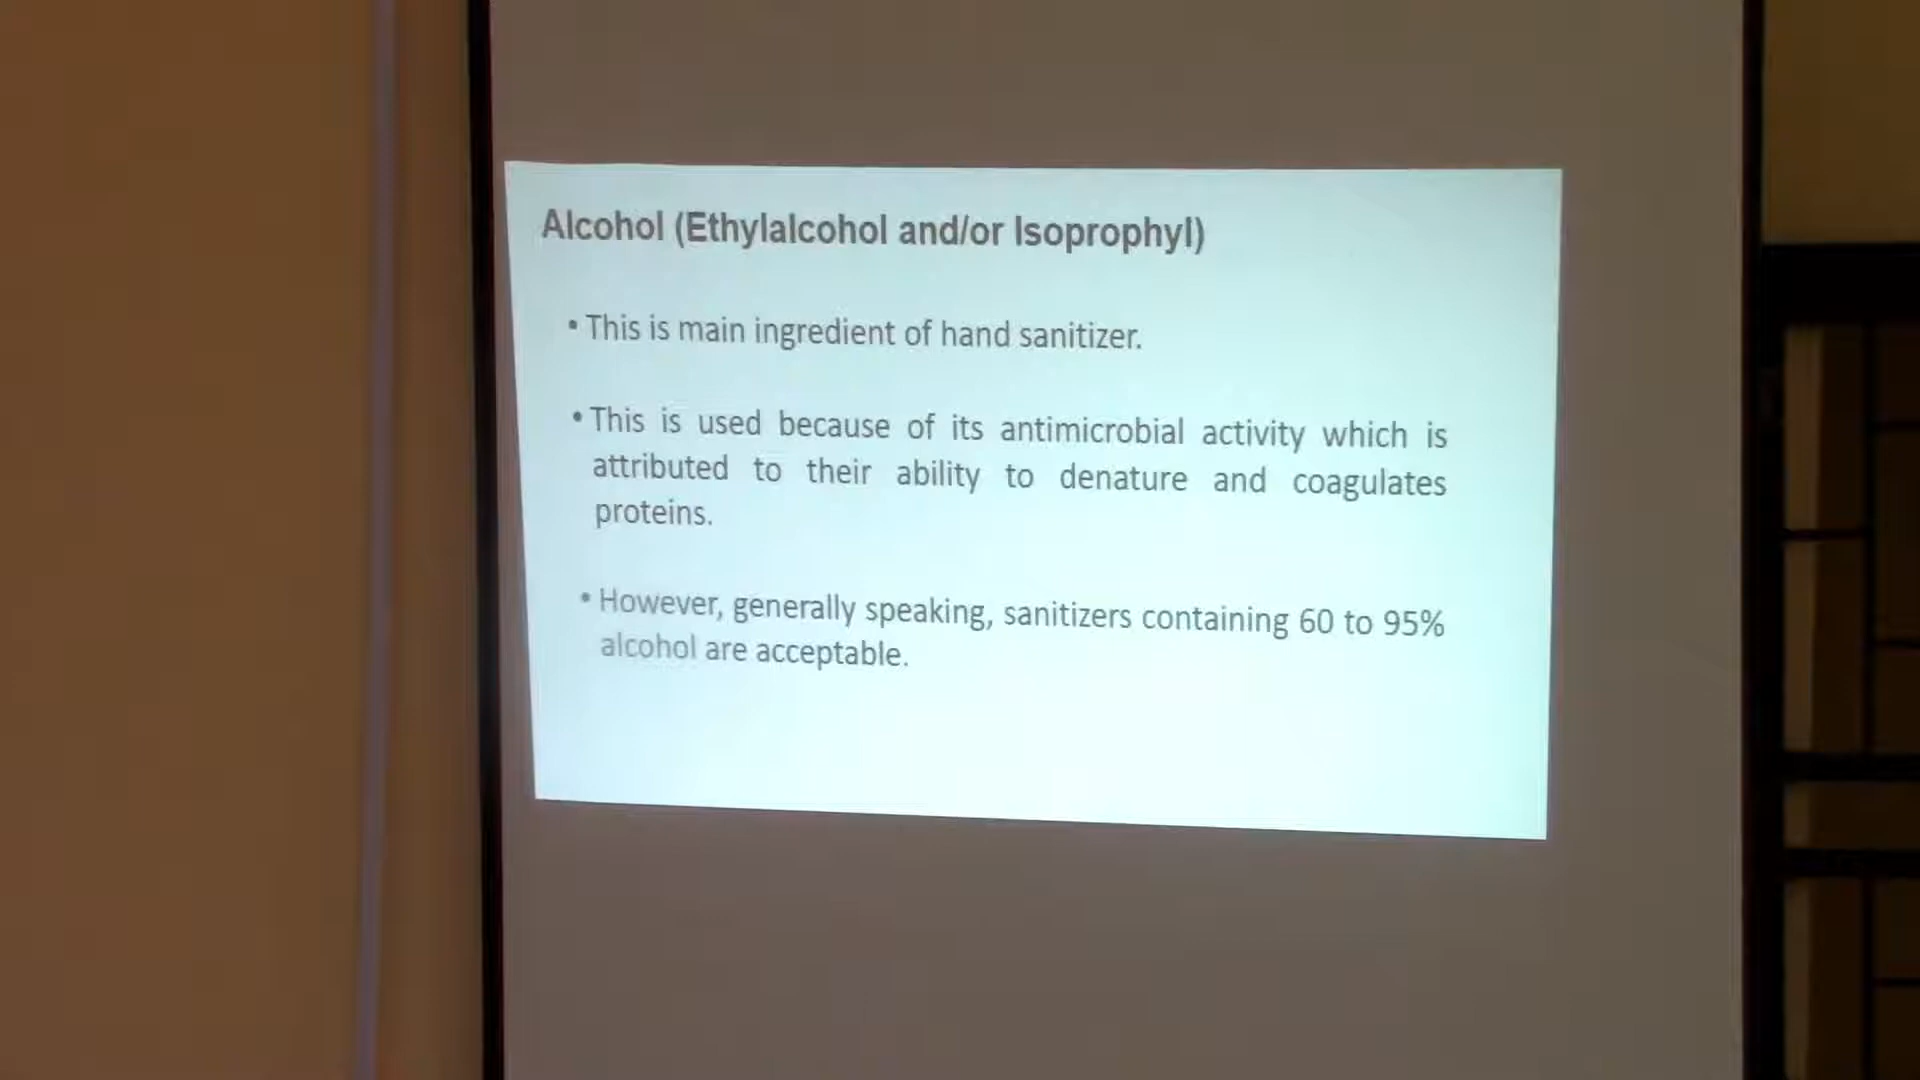 Alcohol (Ethylalcohol and/or Isoprophyl)
• This is main ingredient of hand sanitizer.
• This is used because of its antimicrobial activity which is
attributed to their ability to denature and coagulates
proteins.
• However, generally speaking, sanitizers containing 60 to 95%
alcohol are acceptable.